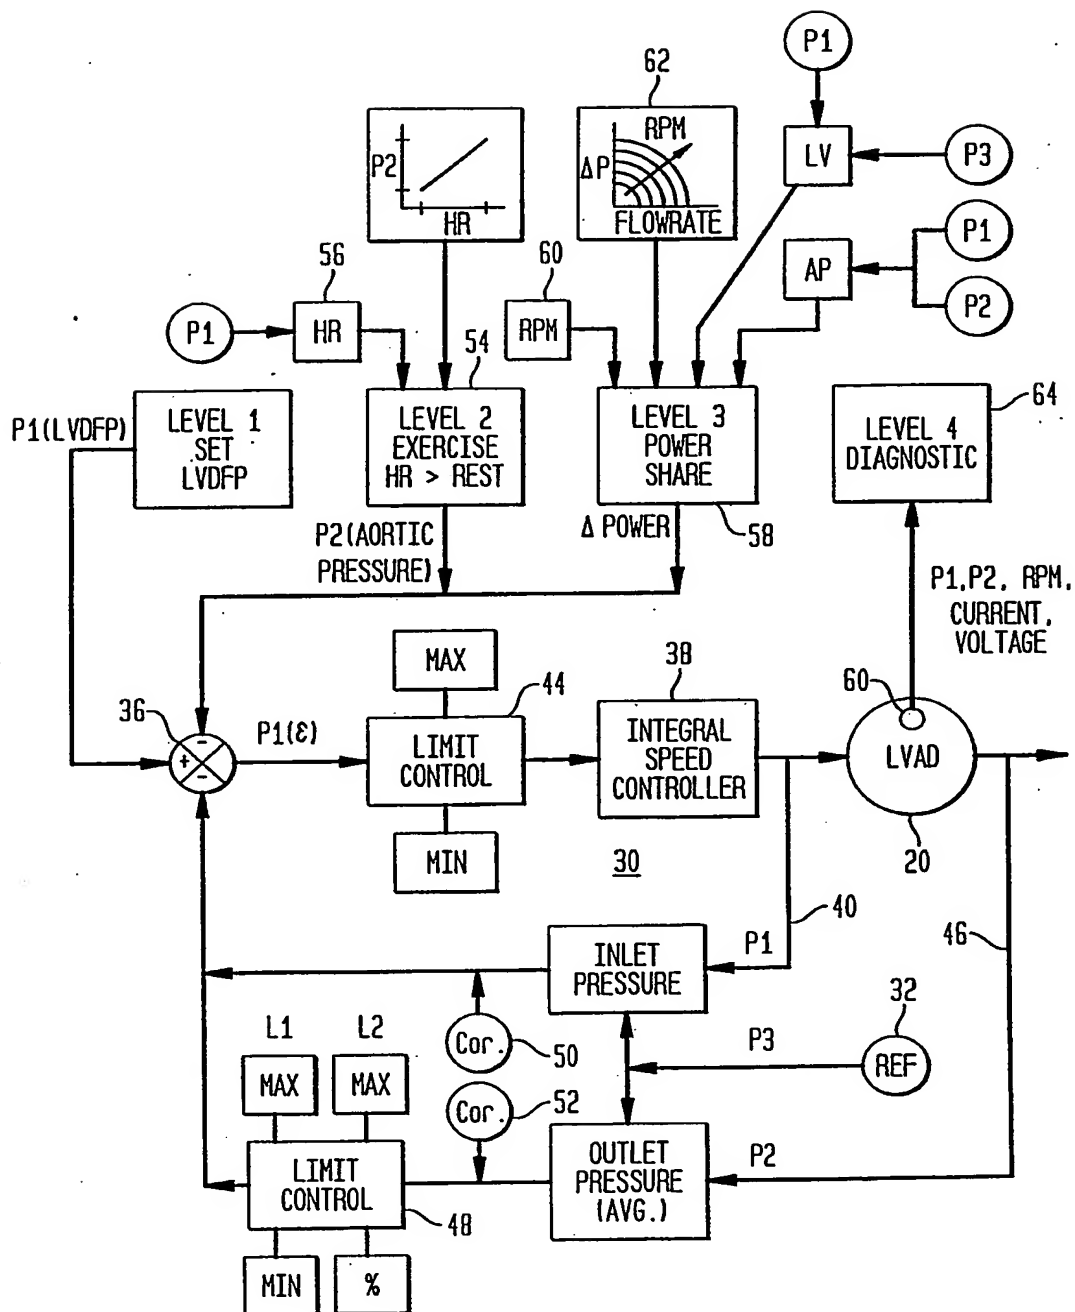 P1
62
RPM
ΔP
FLOWRATE
P2
HR
LV
P3
P1
AP
P2
56
60
P1
HR
RPM
54
64
P1(LVDFP)
LEVEL 1
SET
LVDFP
LEVEL 2
EXERCISE
HR > REST
LEVEL 3
POWER
SHARE
LEVEL 4
DIAGNOSTIC
P2(AORTIC
PRESSURE)
Δ POWER
58
P1,P2, RPM,
CURRENT,
VOLTAGE
MAX
44
38
60
36
+
-
-
P1(ε)
LIMIT
CONTROL
INTEGRAL
SPEED
CONTROLLER
LVAD
MIN
30
20
40
46
INLET
PRESSURE
P1
32
L1
L2
Cor.
50
P3
REF
MAX
MAX
Cor.
52
LIMIT
CONTROL
OUTLET
PRESSURE
(AVG.)
P2
48
MIN
%